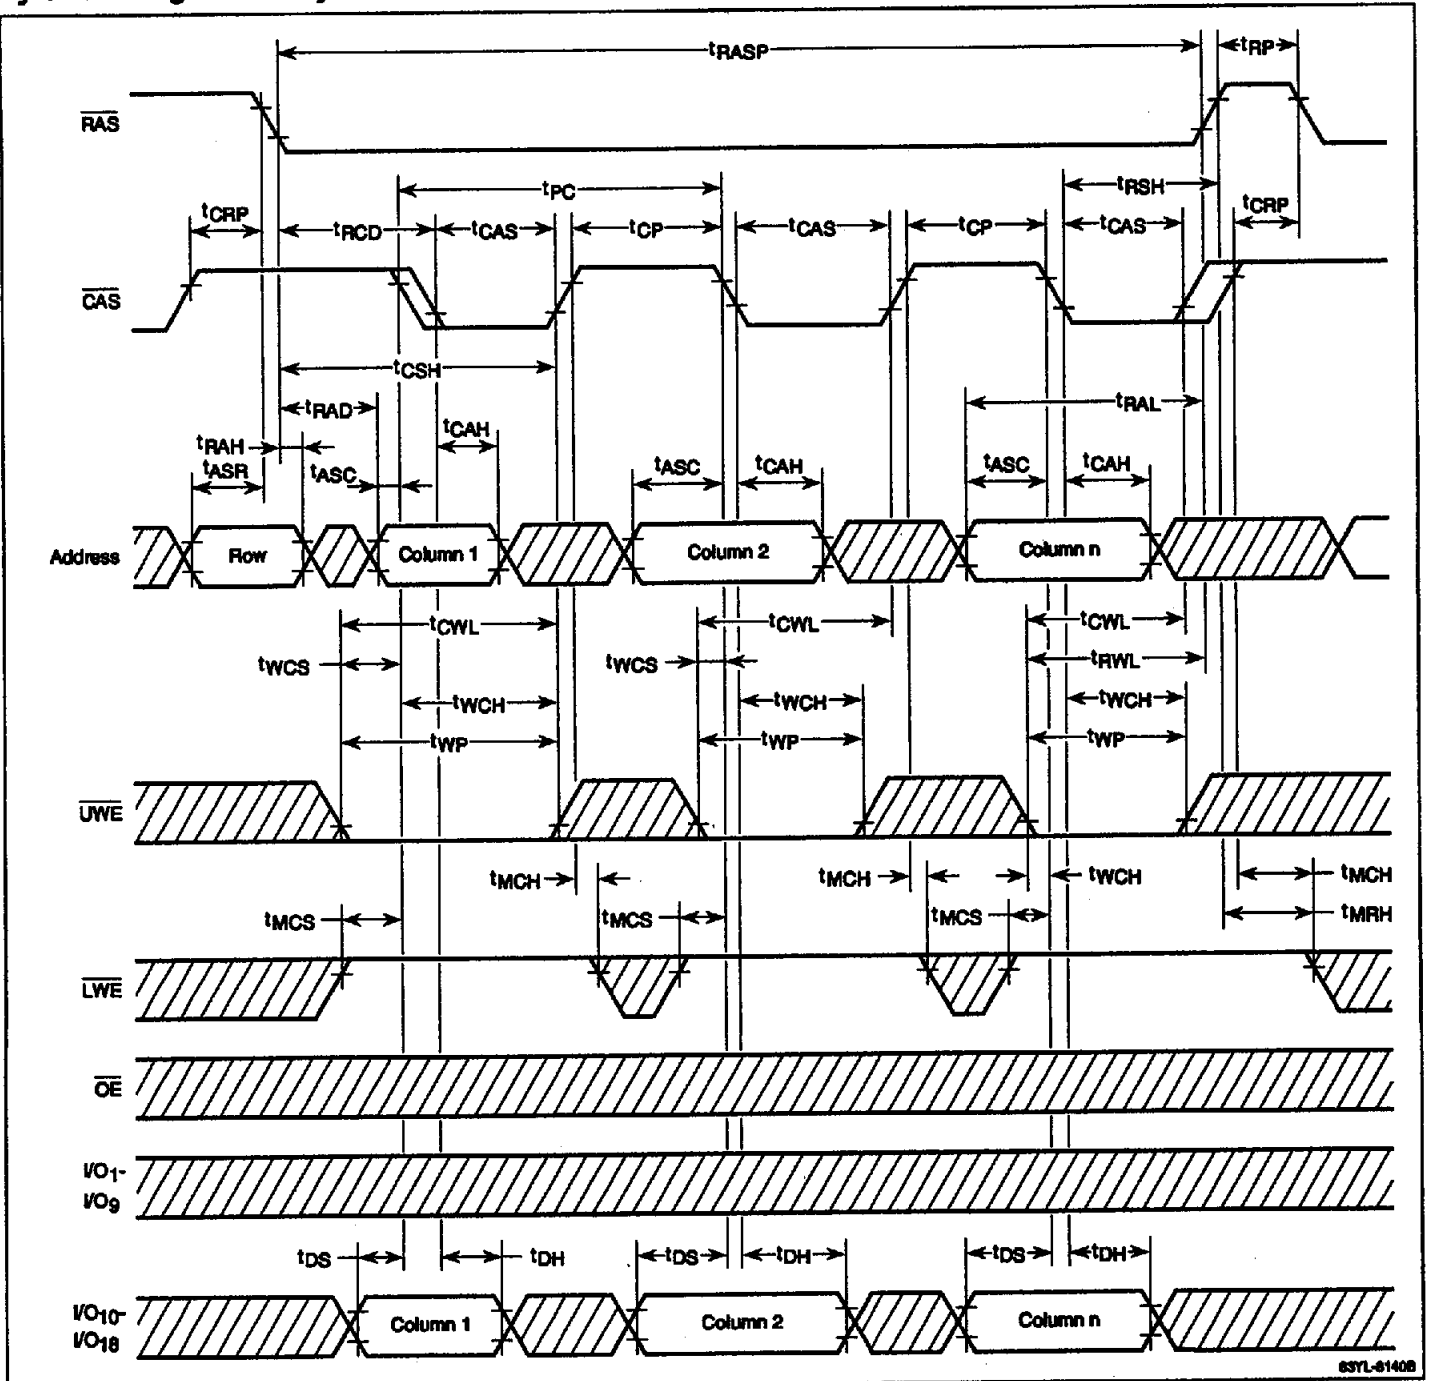 tRASP tRP
RAS
tPC tRSH
tCRP tRCD tCAS tCP tCAS tCP tCAS tCRP
CAS
tCSH
tRAD tRAL
tRAH tCAH
tASR tASC tASC tCAH tASC tCAH
Address Row Column 1 Column 2 Column n
tCWL tCWL tCWL
tWCS tWCS tRWL
tWCH tWCH tWCH
tWP tWP tWP
UWE
tMCH tMCH tWCH tMCH
tMCS tMCS tMCS tMRH
LWE
OE
I/O1-
I/O9
tDS tDH tDS tDH tDS tDH
I/O10-
I/O18
Column 1 Column 2 Column n
83YL-8140B